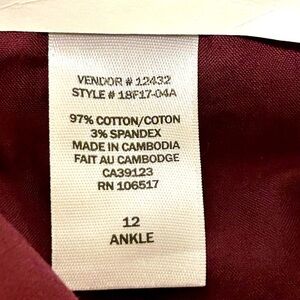 VENDOR # 12432
STYLE # 18F17-04A
97% COTTON/COTON
3% SPANDEX
MADE IN CAMBODIA
FAIT AU CAMBODGE
CA39123
RN 106517
12
ANKLE